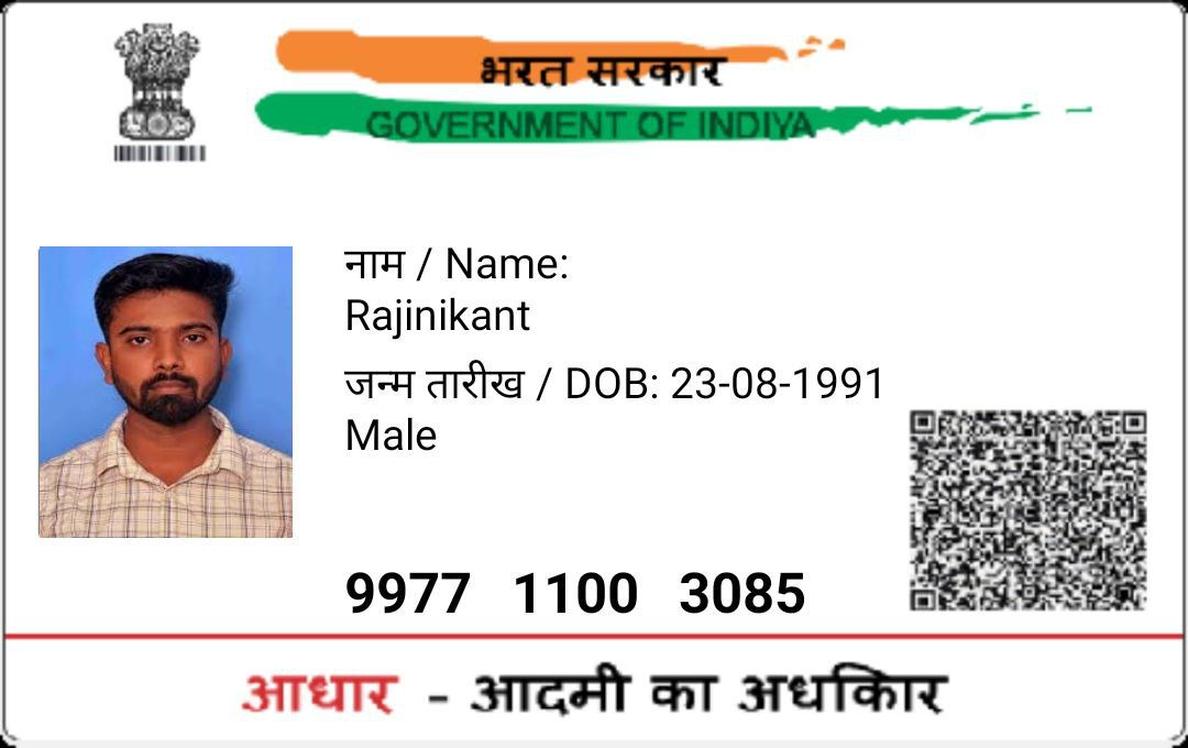 भरत सरकार
GOVERNMENT OF INDIYA
नाम / Name:
Rajinikant
जन्म तारीख / DOB: 23-08-1991
Male
9977 1100 3085
आधार - आदमी का अधकिार